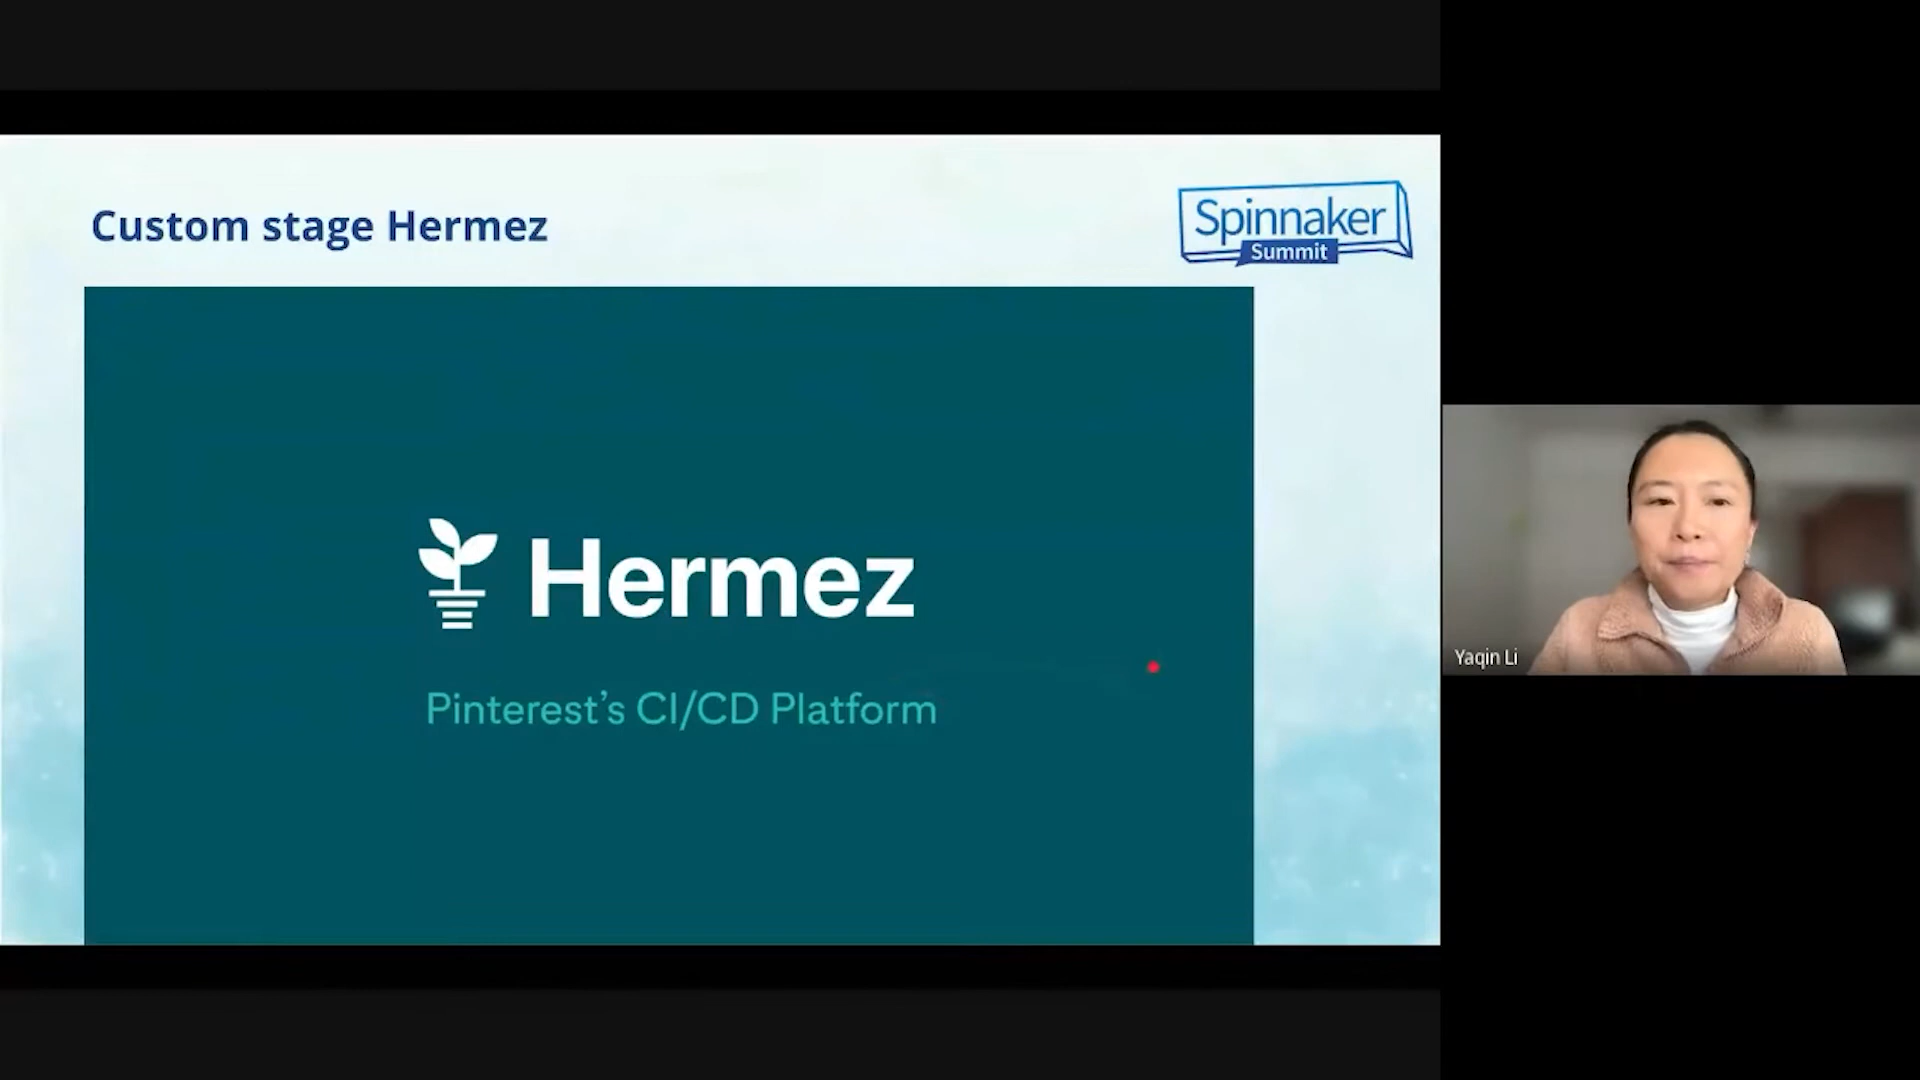 Custom stage Hermez
Spinnaker
Summit
Hermez
Pinterest's CI/CD Platform
Yaqin Li